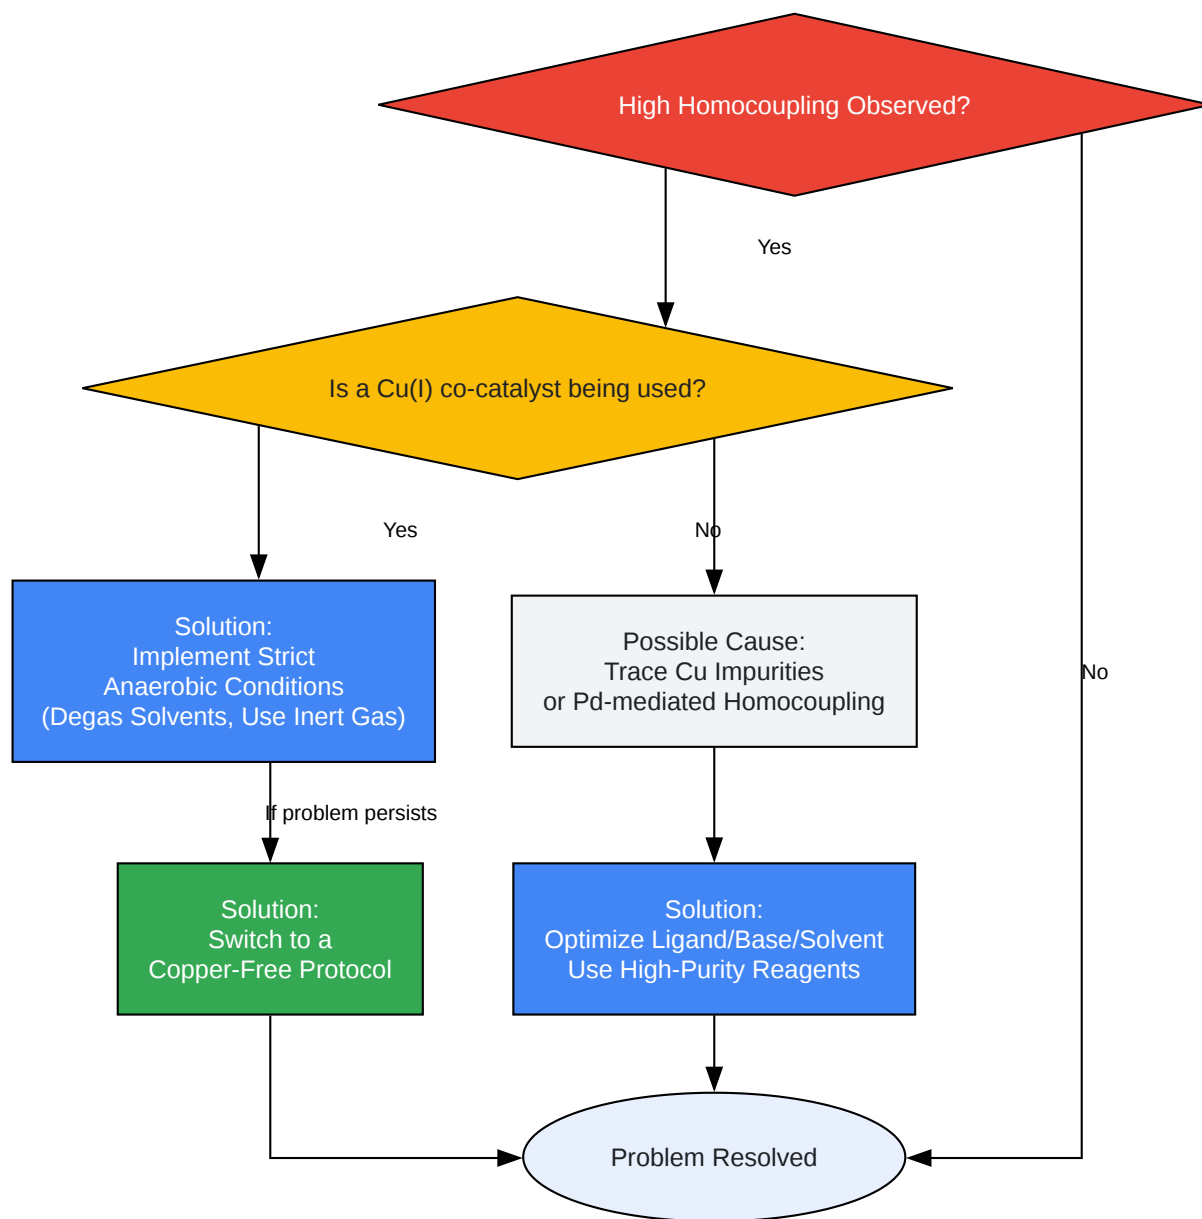 High Homocoupling Observed?
Yes
Is a Cu(I) co-catalyst being used?
Yes
No
Solution:
Implement Strict
Anaerobic Conditions
(Degas Solvents, Use Inert Gas)
Possible Cause:
Trace Cu Impurities
or Pd-mediated Homocoupling
No
If problem persists
Solution:
Switch to a
Copper-Free Protocol
Solution:
Optimize Ligand/Base/Solvent
Use High-Purity Reagents
Problem Resolved